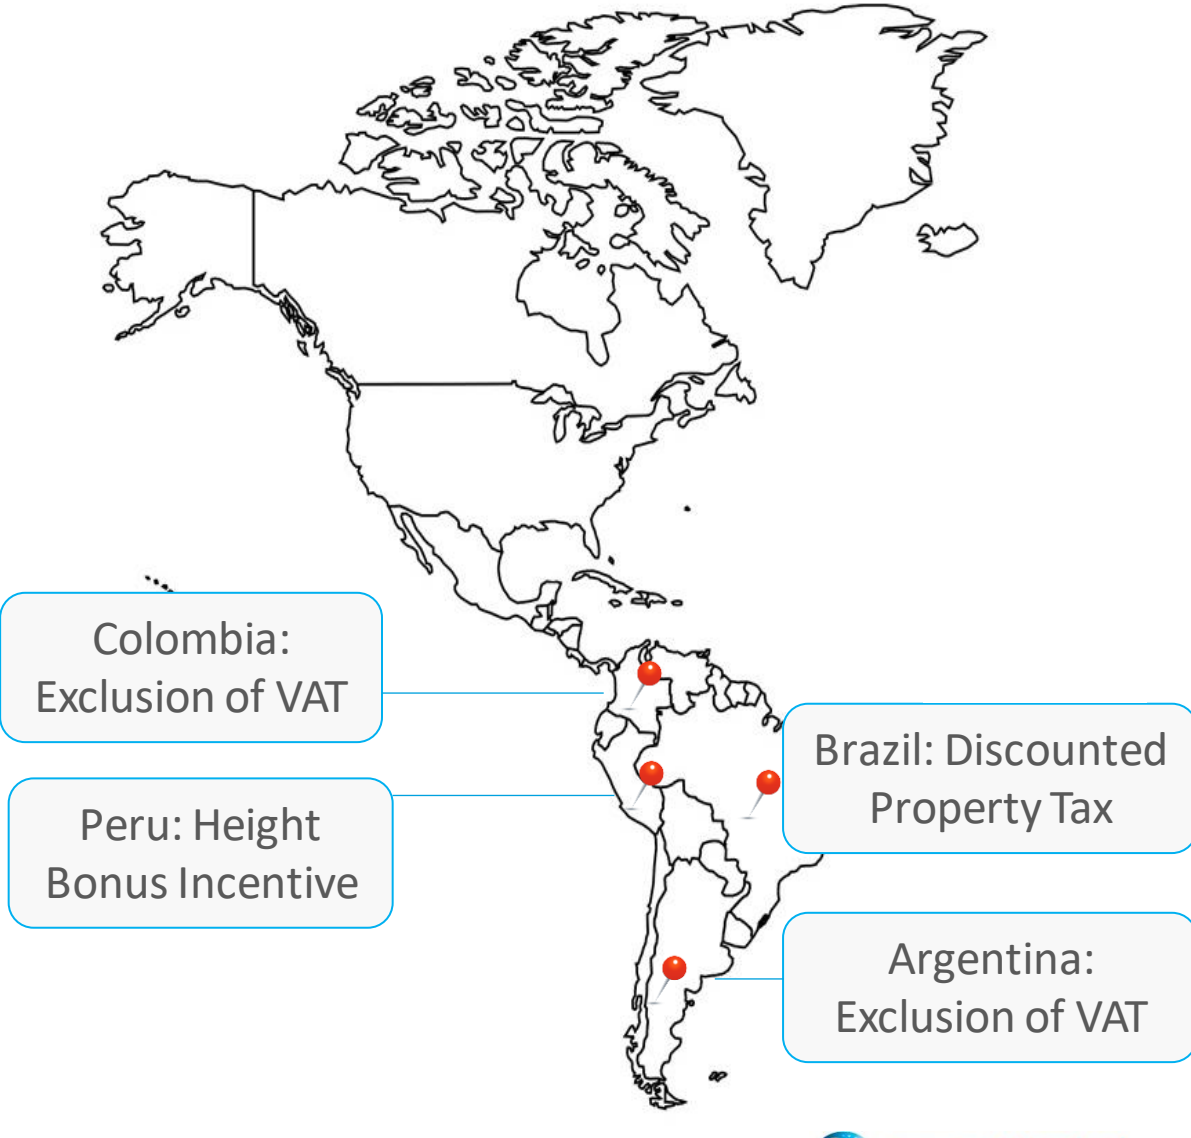 Colombia:
Exclusion of VAT
Peru: Height
Bonus Incentive
Brazil: Discounted
Property Tax
Argentina:
Exclusion of VAT